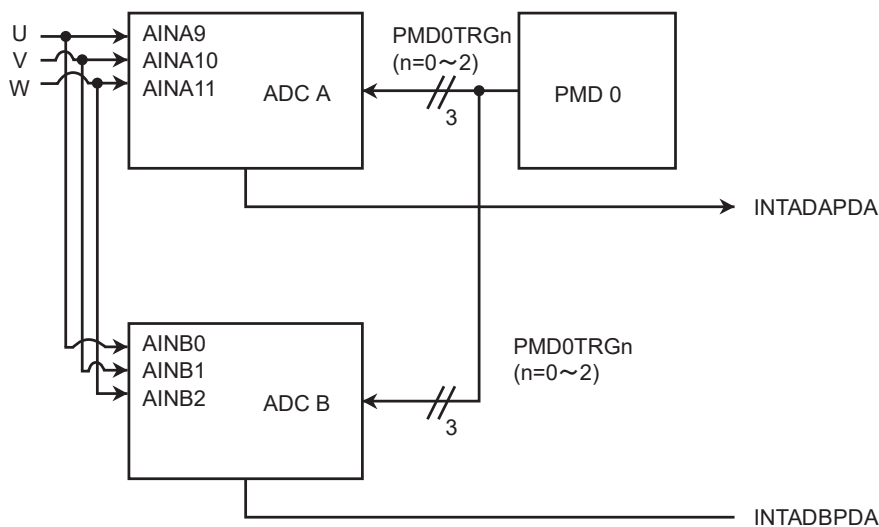 U
V
W
AINA9
AINA10
AINA11
ADC A
PMD0TRGn
(n=0～2)
3
PMD 0
INTADAPDA
AINB0
AINB1
AINB2
ADC B
PMD0TRGn
(n=0～2)
3
INTADBPDA